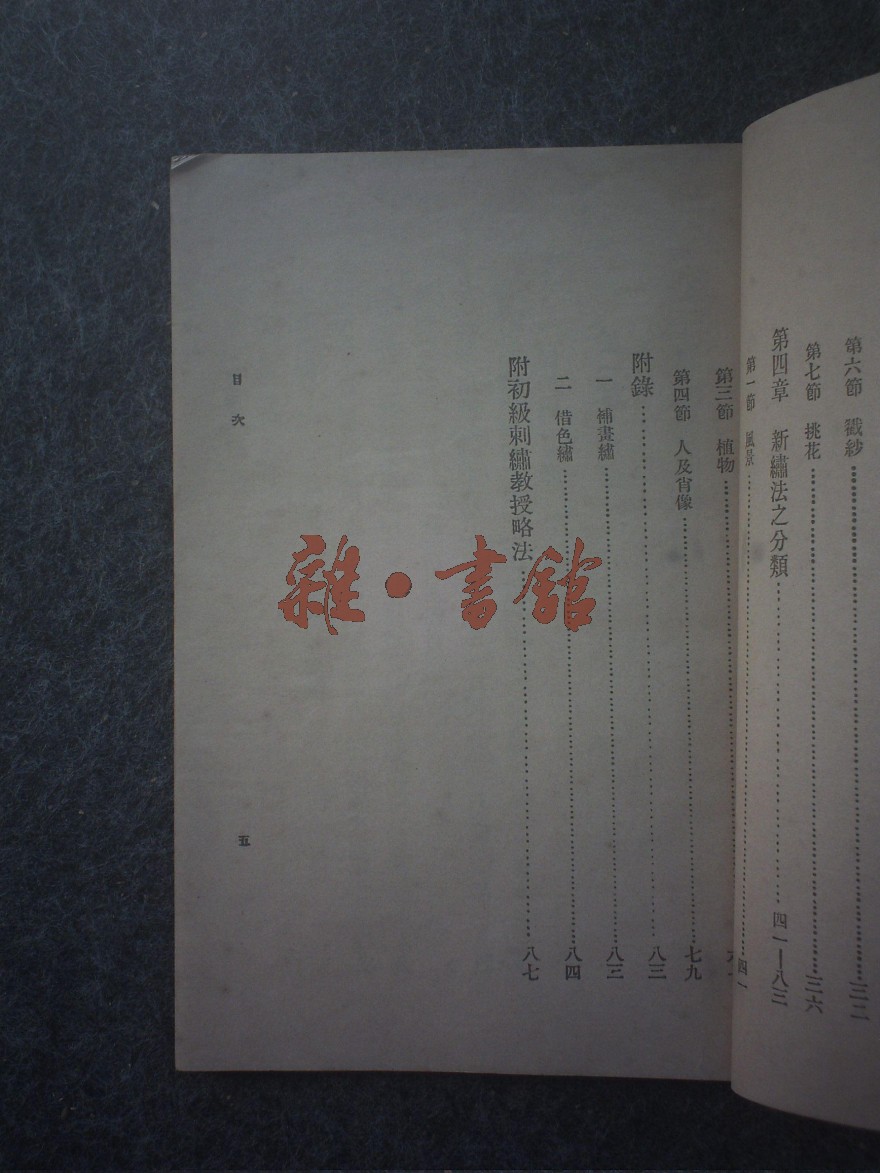 第六節　戳紗……三二
第七節　挑花……三六
第四章　新繡法之分類……四一—八三
第一節　風景……四一
第三節　植物……六一
第四節　人及肖像……七九
附錄……八三
一　補畫繡……八三
二　借色繡……八四
附初級刺繡教授略法……八七
目次
五
雜·書館